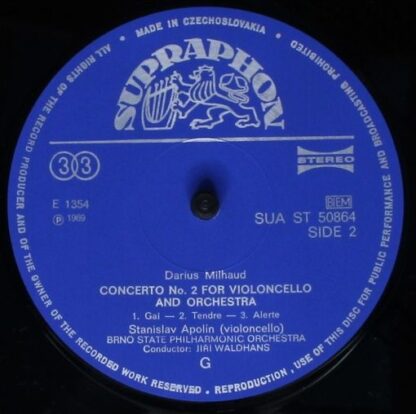 MADE IN CZECHOSLOVAKIA
ALL RIGHTS OF THE RECORD PRODUCER AND OF THE OWNER OF THE RECORDED WORK RESERVED • REPRODUCTION, USE OF THIS DISC FOR PUBLIC PERFORMANCE AND BROADCASTING PROHIBITED
SUPRAPHON
33
STEREO
E 1354
Ⓟ 1969
BIEM
SUA ST 50864
SIDE 2
Darius Milhaud
CONCERTO No. 2 FOR VIOLONCELLO
AND ORCHESTRA
1. Gai — 2. Tendre — 3. Alerte
Stanislav Apolin (violoncello)
BRNO STATE PHILHARMONIC ORCHESTRA
Conductor: JIRI WALDHANS
G